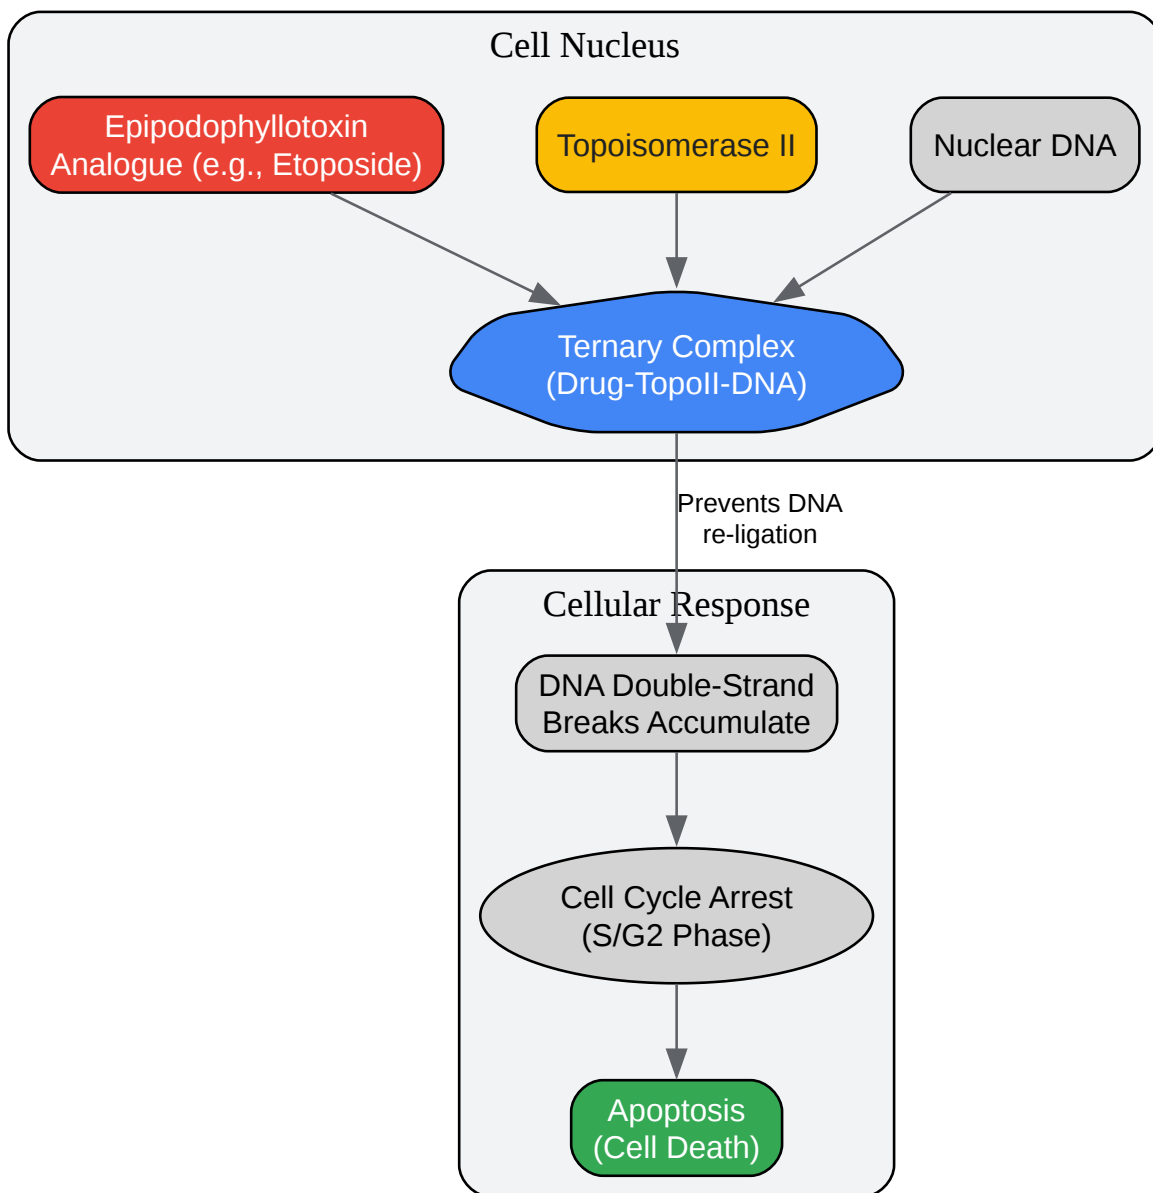 Cell Nucleus
Epipodophyllotoxin
Analogue (e.g., Etoposide)
Topoisomerase II
Nuclear DNA
Ternary Complex
(Drug-TopoII-DNA)
Prevents DNA
re-ligation
Cellular Response
DNA Double-Strand
Breaks Accumulate
Cell Cycle Arrest
(S/G2 Phase)
Apoptosis
(Cell Death)